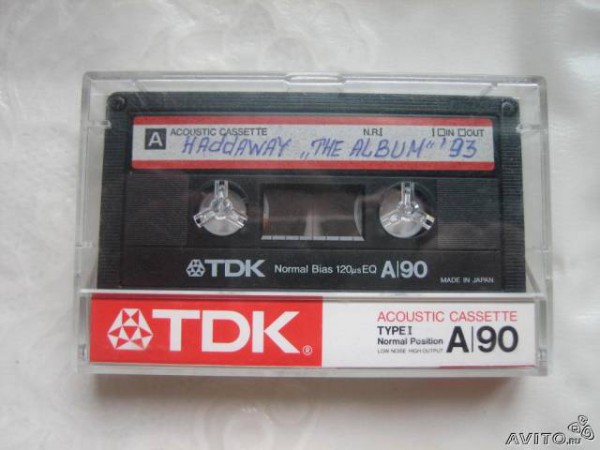 A ACOUSTIC CASSETTE N.R. IN OUT
HADDAWAY „THE ALBUM“ '93
TDK Normal Bias 120μs EQ A|90
MADE IN JAPAN
TDK®
ACOUSTIC CASSETTE
TYPE I
Normal Position
LOW NOISE HIGH OUTPUT
A|90
AVITO.ru